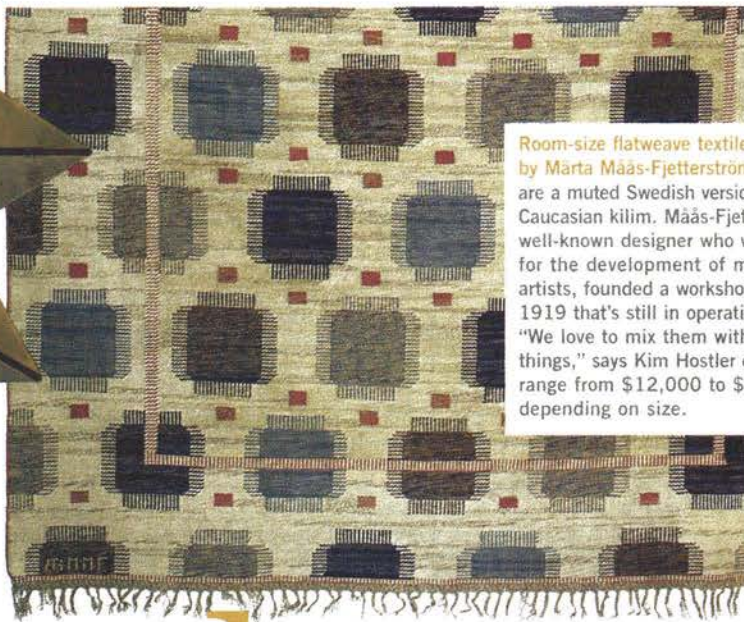 Room-size flatweave textile
by Märta Måås-Fjetterström
are a muted Swedish versio
Caucasian kilim. Måås-Fjet
well-known designer who w
for the development of m
artists, founded a worksho
1919 that's still in operati
"We love to mix them with
things," says Kim Hostler
range from $12,000 to $
depending on size.
ABMMF